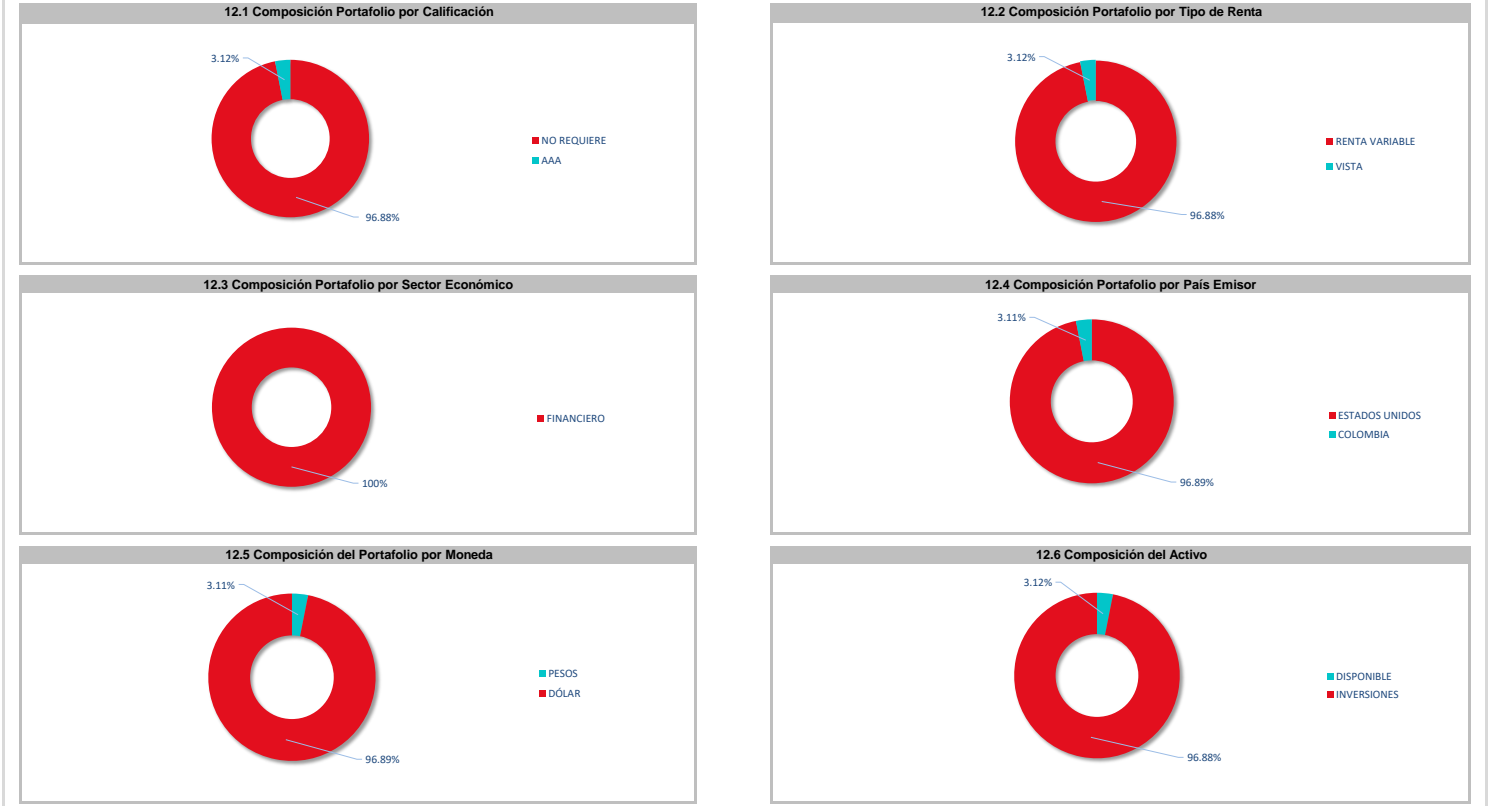 12.1 Composición Portafolio por Calificación
3.12%
NO REQUIERE
AAA
96.88%
12.2 Composición Portafolio por Tipo de Renta
3.12%
RENTA VARIABLE
VISTA
96.88%
12.3 Composición Portafolio por Sector Económico
FINANCIERO
100%
12.4 Composición Portafolio por País Emisor
3.11%
ESTADOS UNIDOS
COLOMBIA
96.89%
12.5 Composición del Portafolio por Moneda
3.11%
PESOS
DÓLAR
96.89%
12.6 Composición del Activo
3.12%
DISPONIBLE
INVERSIONES
96.88%